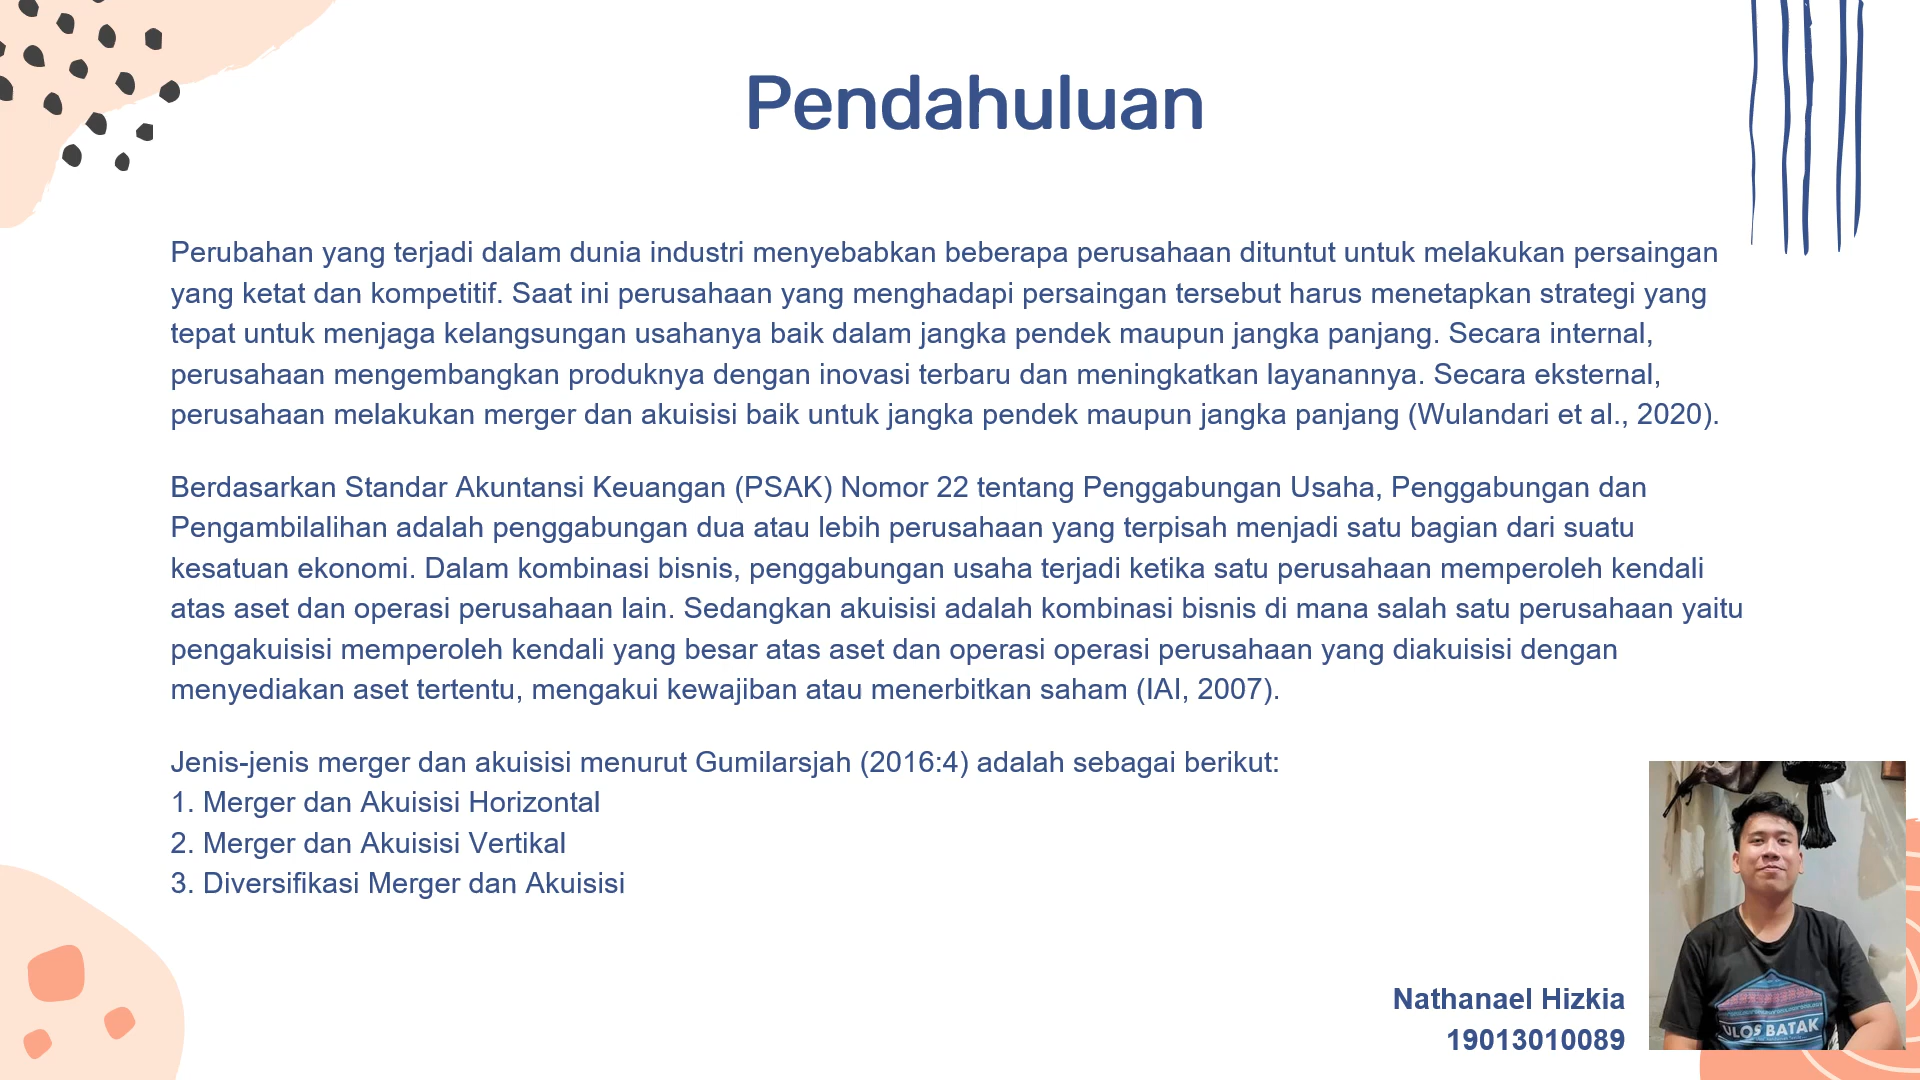 Pendahuluan
Perubahan yang terjadi dalam dunia industri menyebabkan beberapa perusahaan dituntut untuk melakukan persaingan
yang ketat dan kompetitif. Saat ini perusahaan yang menghadapi persaingan tersebut harus menetapkan strategi yang
tepat untuk menjaga kelangsungan usahanya baik dalam jangka pendek maupun jangka panjang. Secara internal,
perusahaan mengembangkan produknya dengan inovasi terbaru dan meningkatkan layanannya. Secara eksternal,
perusahaan melakukan merger dan akuisisi baik untuk jangka pendek maupun jangka panjang (Wulandari et al., 2020).
Berdasarkan Standar Akuntansi Keuangan (PSAK) Nomor 22 tentang Penggabungan Usaha, Penggabungan dan
Pengambilalihan adalah penggabungan dua atau lebih perusahaan yang terpisah menjadi satu bagian dari suatu
kesatuan ekonomi. Dalam kombinasi bisnis, penggabungan usaha terjadi ketika satu perusahaan memperoleh kendali
atas aset dan operasi perusahaan lain. Sedangkan akuisisi adalah kombinasi bisnis di mana salah satu perusahaan yaitu
pengakuisisi memperoleh kendali yang besar atas aset dan operasi operasi perusahaan yang diakuisisi dengan
menyediakan aset tertentu, mengakui kewajiban atau menerbitkan saham (IAI, 2007).
Jenis-jenis merger dan akuisisi menurut Gumilarsjah (2016:4) adalah sebagai berikut:
1. Merger dan Akuisisi Horizontal
2. Merger dan Akuisisi Vertikal
3. Diversifikasi Merger dan Akuisisi
Nathanael Hizkia
19013010089
ULOS BATAK